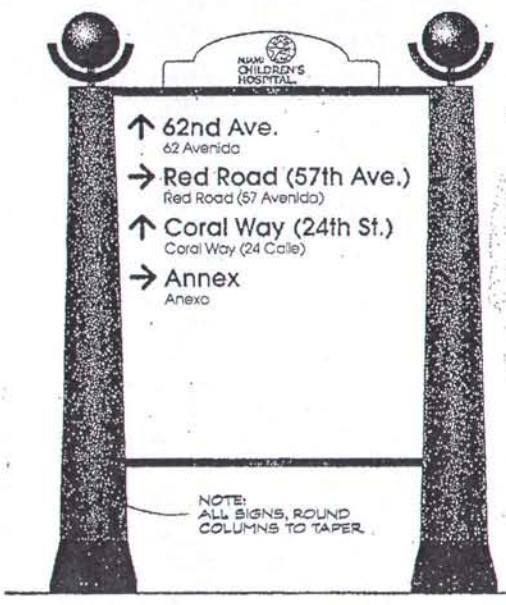 MIAMI
CHILDREN'S
HOSPITAL.
62nd Ave.
62 Avenida
Red Road (57th Ave.)
Red Road (57 Avenida)
Coral Way (24th St.)
Coral Way (24 Calle)
Annex
Anexo
NOTE:
ALL SIGNS, ROUND
COLUMNS TO TAPER